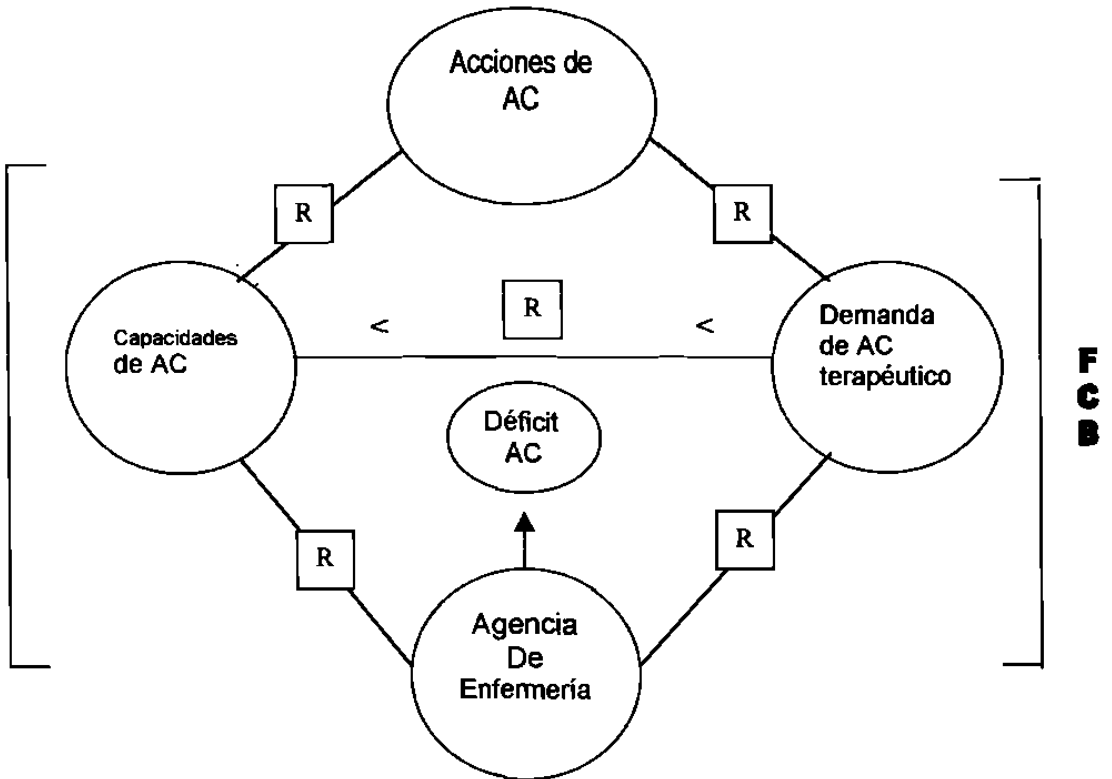 Acciones de
AC
R
R
R
<
<
Capacidades
de AC
Demanda
de AC
terapéutico
F
C
B
Déficit
AC
R
R
Agencia
De
Enfermería